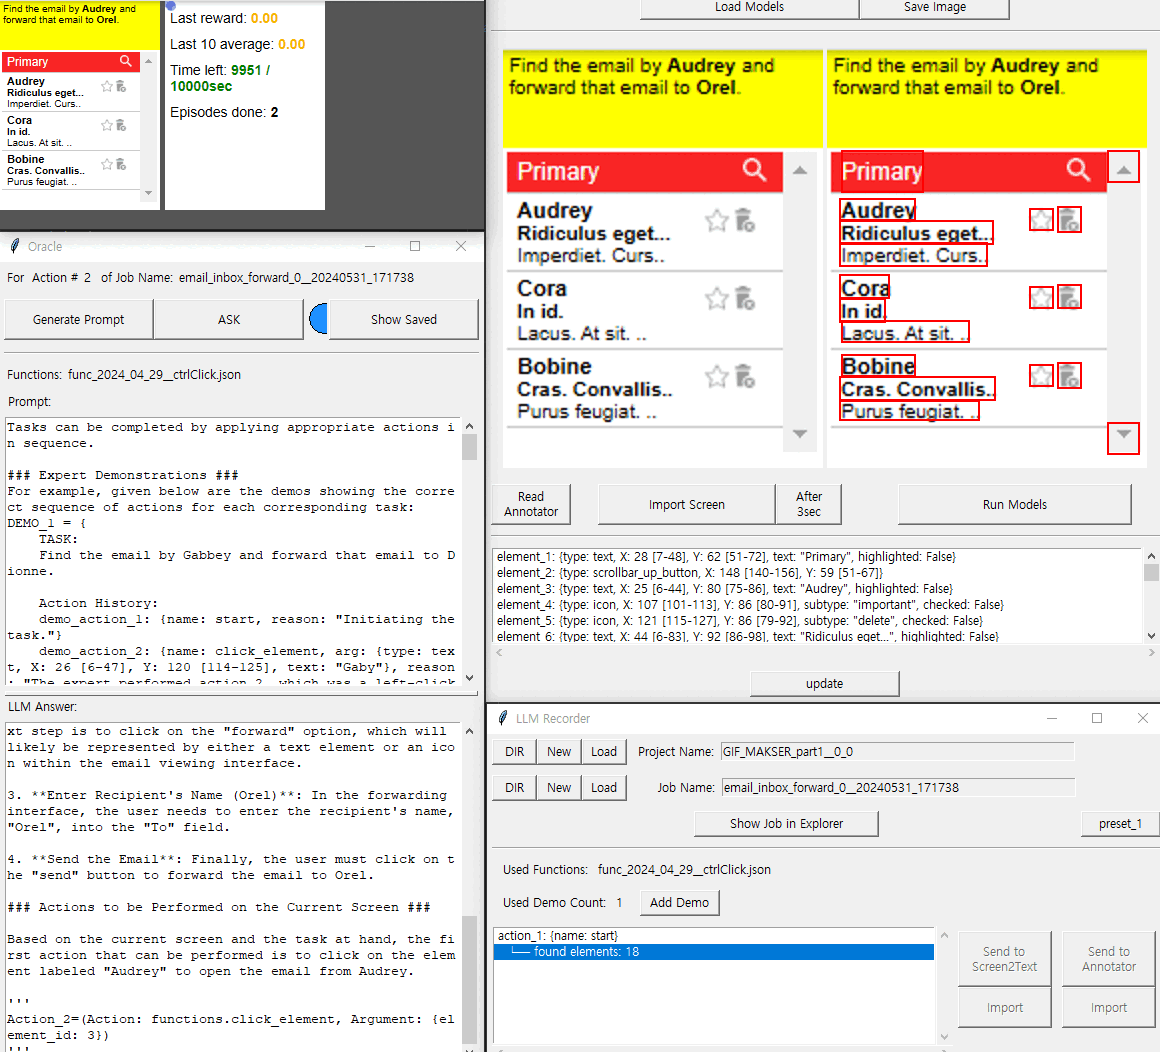 Find the email by Audrey and
forward that email to Orel.
Primary
Audrey
Ridiculus eget...
Imperdiet. Curs..
Cora
In id.
Lacus. At sit. ..
Bobine
Cras. Convallis..
Purus feugiat. ..
Last reward: 0.00
Last 10 average: 0.00
Time left: 9951 /
10000sec
Episodes done: 2
Oracle
For Action # 2 of Job Name: email_inbox_forward_0__20240531_171738
Generate Prompt
ASK
Show Saved
Functions: func_2024_04_29__ctrlClick.json
Prompt:
Tasks can be completed by applying appropriate actions i
n sequence.
### Expert Demonstrations ###
For example, given below are the demos showing the corre
ct sequence of actions for each corresponding task:
DEMO_1 = {
TASK:
Find the email by Gabbey and forward that email to D
ionne.
Action History:
demo_action_1: {name: start, reason: "Initiating the
task."}
demo_action_2: {name: click_element, arg: {type: tex
t, X: 26 [6-47], Y: 120 [114-125], text: "Gaby"}, reason
: "The expert performed action 2, which was a left-click
LLM Answer:
xt step is to click on the "forward" option, which will
likely be represented by either a text element or an ico
n within the email viewing interface.
3. **Enter Recipient's Name (Orel)**: In the forwarding
interface, the user needs to enter the recipient's name,
"Orel", into the "To" field.
4. **Send the Email**: Finally, the user must click on t
he "send" button to forward the email to Orel.
### Actions to be Performed on the Current Screen ###
Based on the current screen and the task at hand, the fi
rst action that can be performed is to click on the elem
ent labeled "Audrey" to open the email from Audrey.
'''
Action_2=(Action: functions.click_element, Argument: {el
ement_id: 3})
'''
Load Models
Save Image
Find the email by Audrey and
forward that email to Orel.
Primary
Audrey
Ridiculus eget...
Imperdiet. Curs..
Cora
In id.
Lacus. At sit. ..
Bobine
Cras. Convallis..
Purus feugiat. ..
Find the email by Audrey and
forward that email to Orel.
Primary
Audrey
Ridiculus eget...
Imperdiet. Curs..
Cora
In id.
Lacus. At sit. ..
Bobine
Cras. Convallis..
Purus feugiat. ..
Read
Annotator
Import Screen
After
3sec
Run Models
element_1: {type: text, X: 28 [7-48], Y: 62 [51-72], text: "Primary", highlighted: False}
element_2: {type: scrollbar_up_button, X: 148 [140-156], Y: 59 [51-67]}
element_3: {type: text, X: 25 [6-44], Y: 80 [75-86], text: "Audrey", highlighted: False}
element_4: {type: icon, X: 107 [101-113], Y: 86 [80-91], subtype: "important", checked: False}
element_5: {type: icon, X: 121 [115-127], Y: 86 [79-92], subtype: "delete", checked: False}
element_6: {type: text, X: 44 [6-83], Y: 92 [86-98], text: "Ridiculus eget...", highlighted: False}
update
LLM Recorder
DIR
New
Load
Project Name: GIF_MAKSER_part1__0_0
DIR
New
Load
Job Name: email_inbox_forward_0__20240531_171738
Show Job in Explorer
preset_1
Used Functions: func_2024_04_29__ctrlClick.json
Used Demo Count: 1
Add Demo
action_1: {name: start}
found elements: 18
Send to
Screen2Text
Send to
Annotator
Import
Import